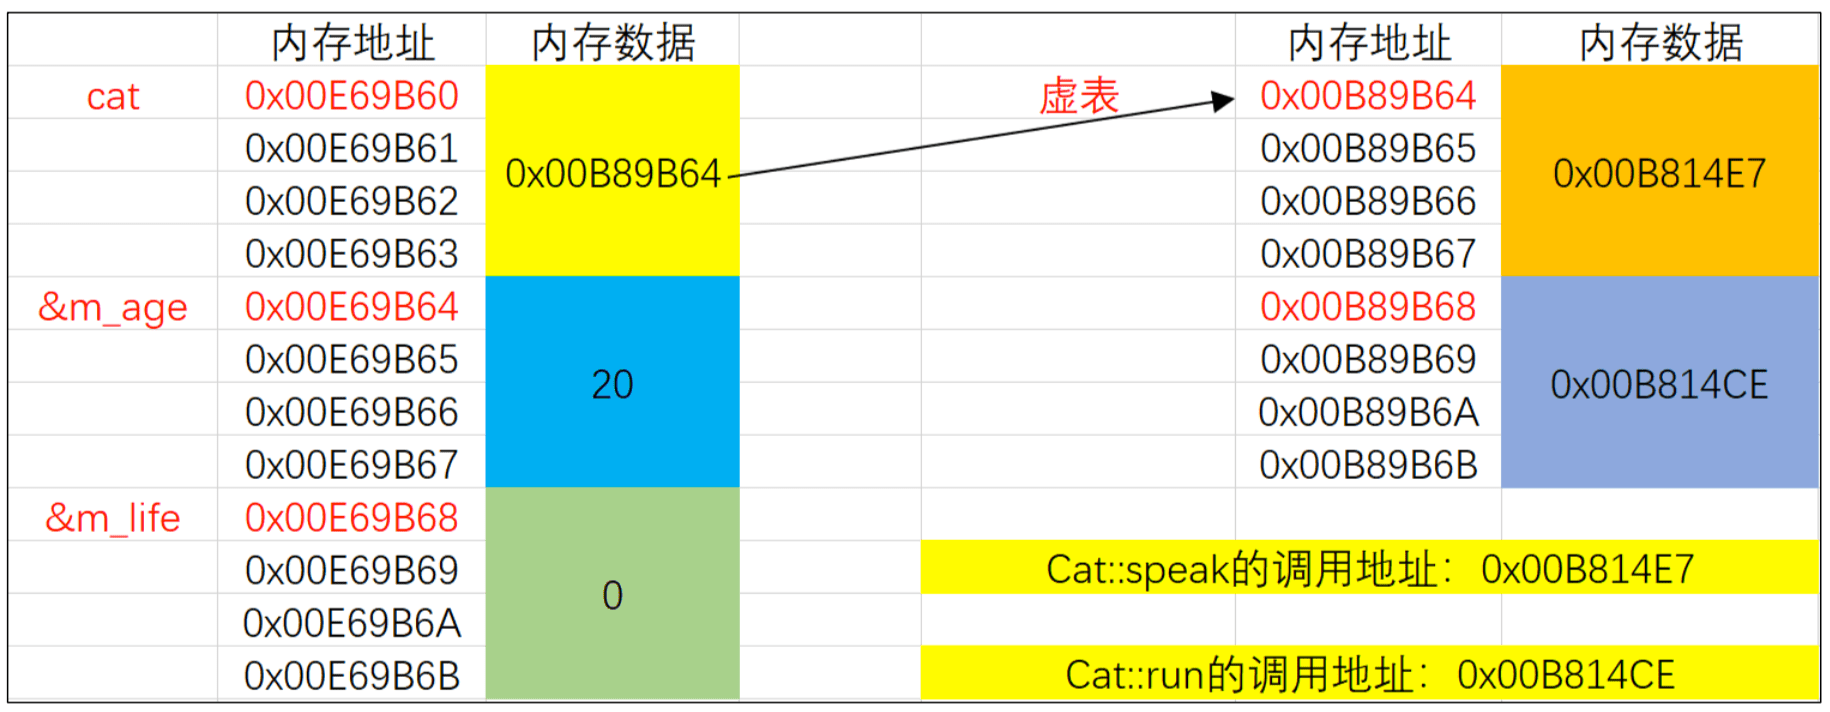 内存地址 内存数据 内存地址 内存数据
cat 0x00E69B60 虚表 0x00B89B64
0x00E69B61 0x00B89B65
0x00B89B64 0x00B814E7
0x00E69B62 0x00B89B66
0x00E69B63 0x00B89B67
&m_age 0x00E69B64 0x00B89B68
0x00E69B65 0x00B89B69
20 0x00B814CE
0x00E69B66 0x00B89B6A
0x00E69B67 0x00B89B6B
&m_life 0x00E69B68
0x00E69B69 Cat::speak的调用地址：0x00B814E7
0
0x00E69B6A
0x00E69B6B Cat::run的调用地址：0x00B814CE